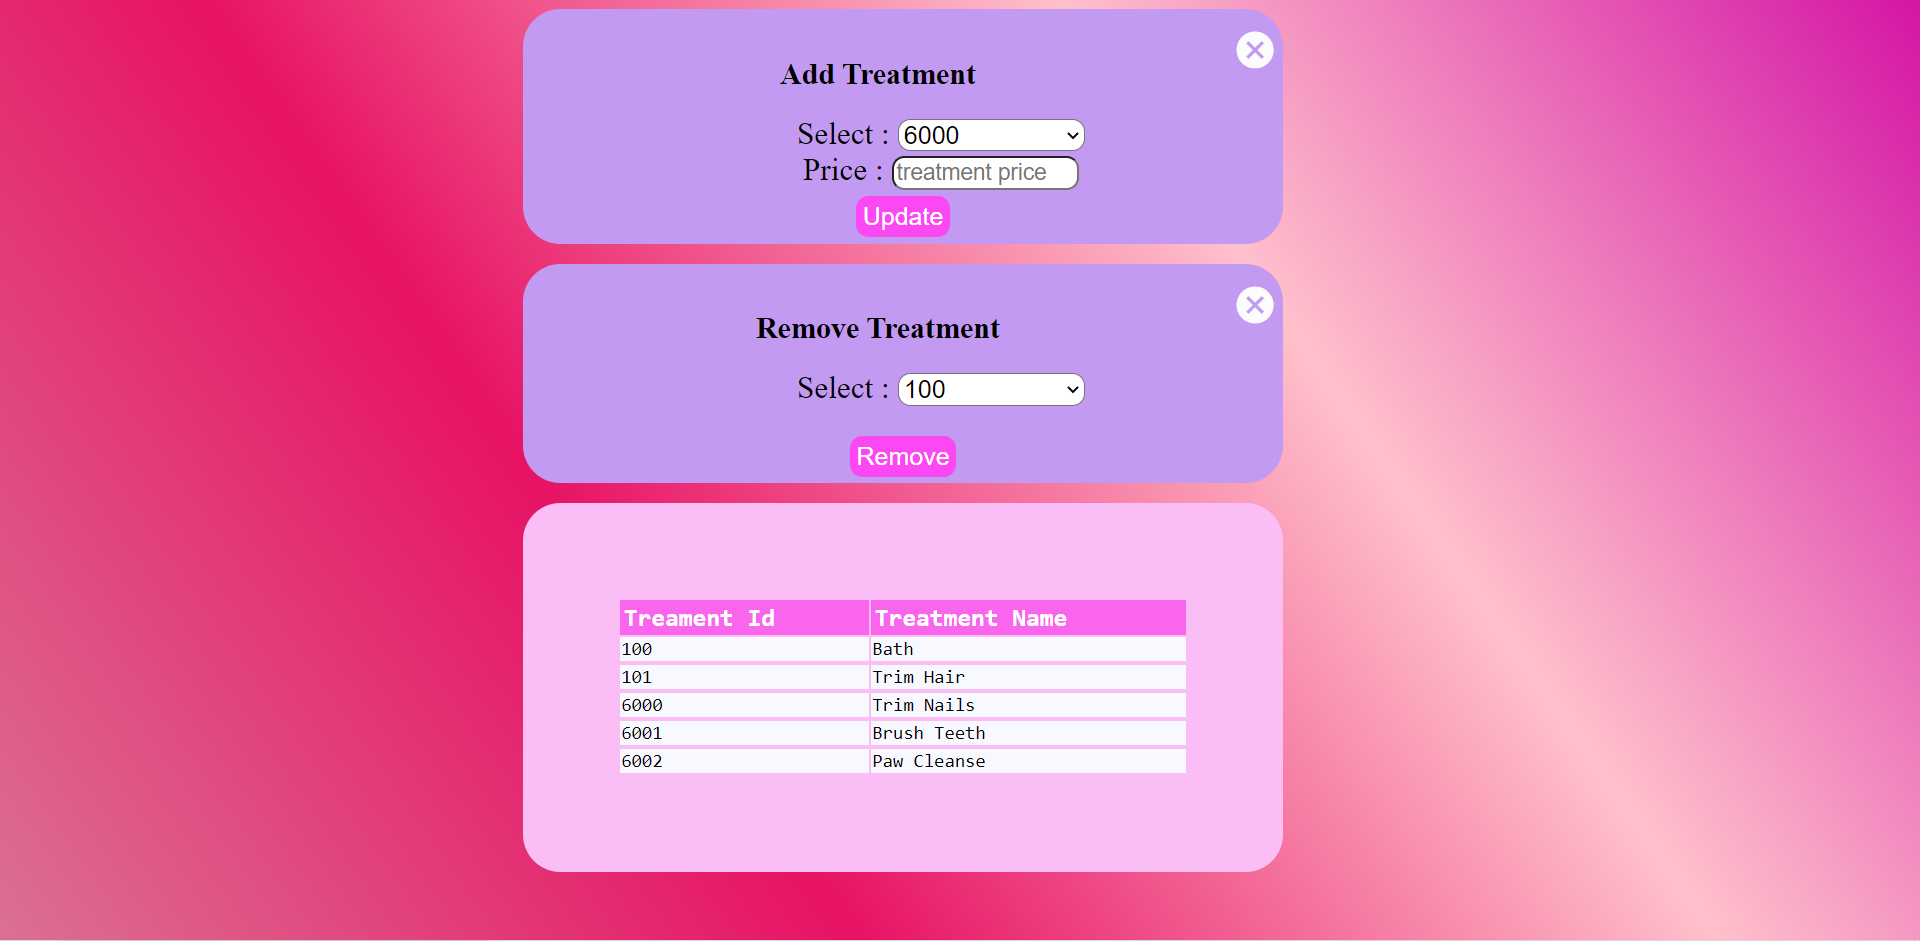 Add Treatment
Select : 6000
Price : treatment price
Update
Remove Treatment
Select : 100
Remove
Treament Id Treatment Name
100 Bath
101 Trim Hair
6000 Trim Nails
6001 Brush Teeth
6002 Paw Cleanse